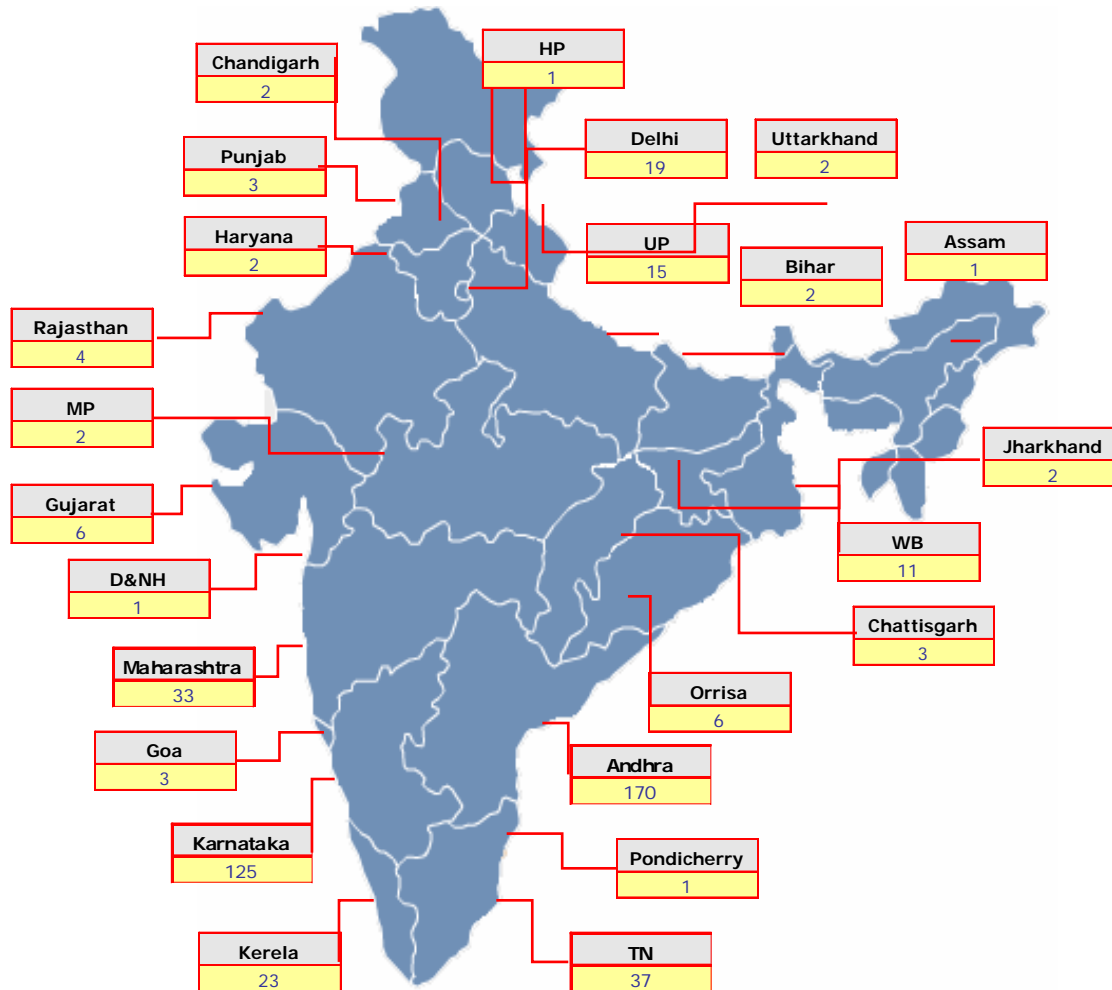 HP
1
Chandigarh
2
Delhi
19
Uttarkhand
2
Punjab
3
Haryana
2
UP
15
Assam
1
Bihar
2
Rajasthan
4
MP
2
Jharkhand
2
Gujarat
6
WB
11
D&NH
1
Chattisgarh
3
Maharashtra
33
Orrisa
6
Goa
3
Andhra
170
Karnataka
125
Pondicherry
1
Kerela
23
TN
37